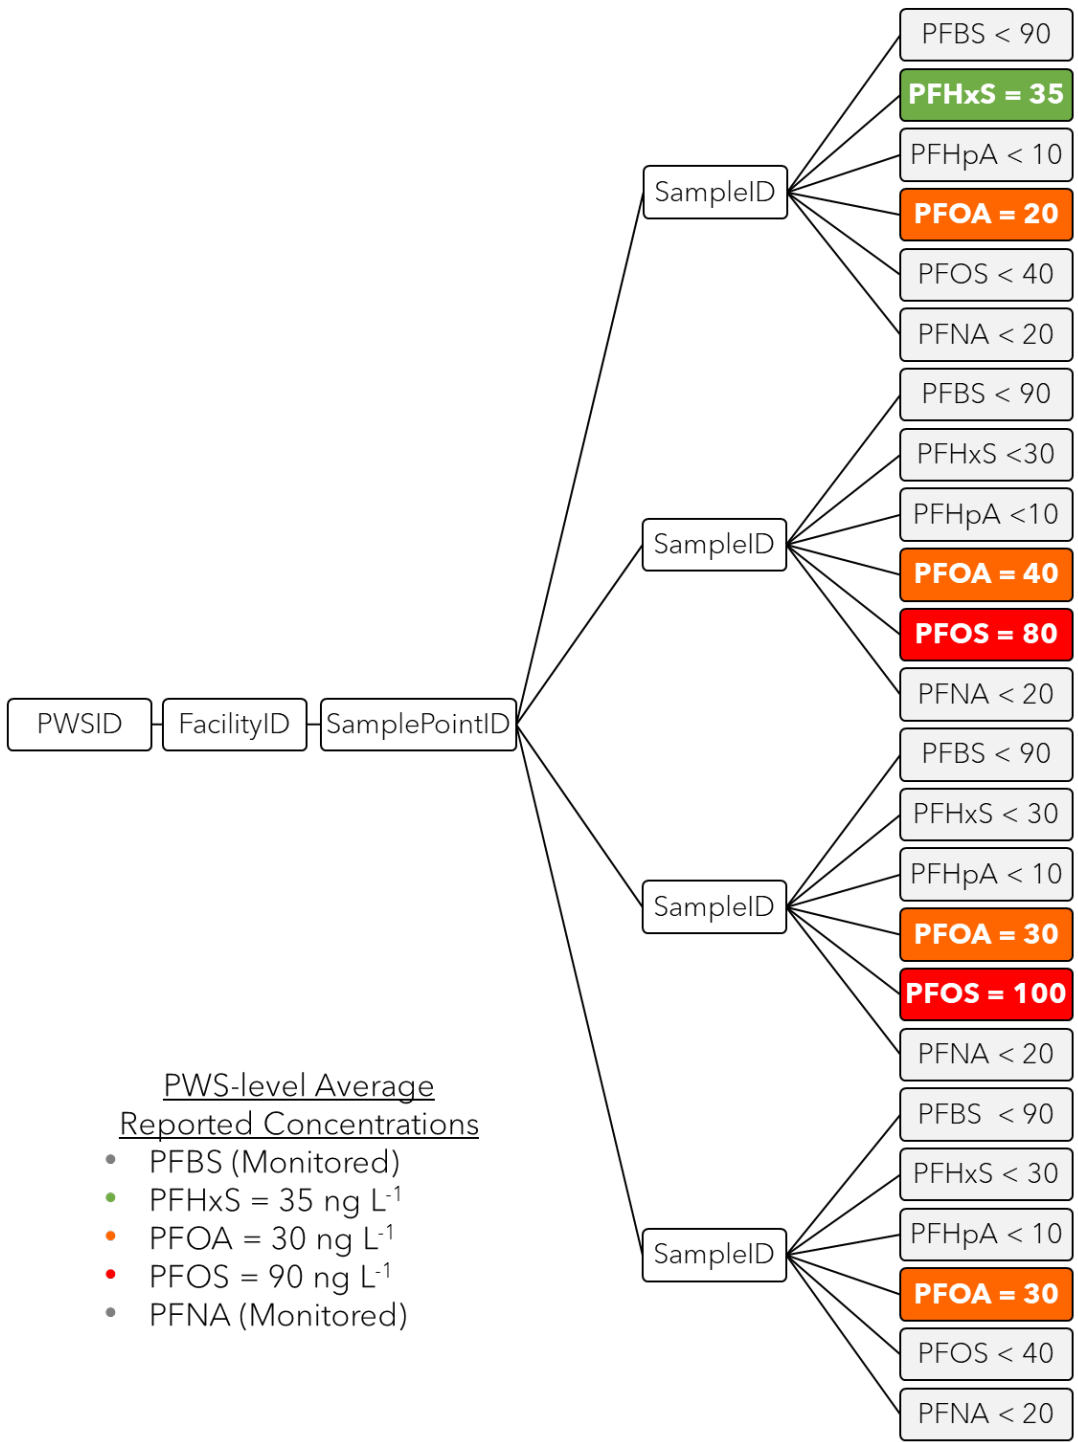 PFBS < 90
PFHxS = 35
PFHpA < 10
SampleID
PFOA = 20
PFOS < 40
PFNA < 20
PFBS < 90
PFHxS <30
PFHpA <10
SampleID
PFOA = 40
PFOS = 80
PFNA < 20
PWSID
FacilityID
SamplePointID
PFBS < 90
PFHxS < 30
PFHpA < 10
SampleID
PFOA = 30
PFOS = 100
PFNA < 20
PFBS < 90
PFHxS < 30
PFHpA < 10
SampleID
PFOA = 30
PFOS < 40
PFNA < 20
PWS-level Average
Reported Concentrations
• PFBS (Monitored)
• PFHxS = 35 ng L⁻¹
• PFOA = 30 ng L⁻¹
• PFOS = 90 ng L⁻¹
• PFNA (Monitored)